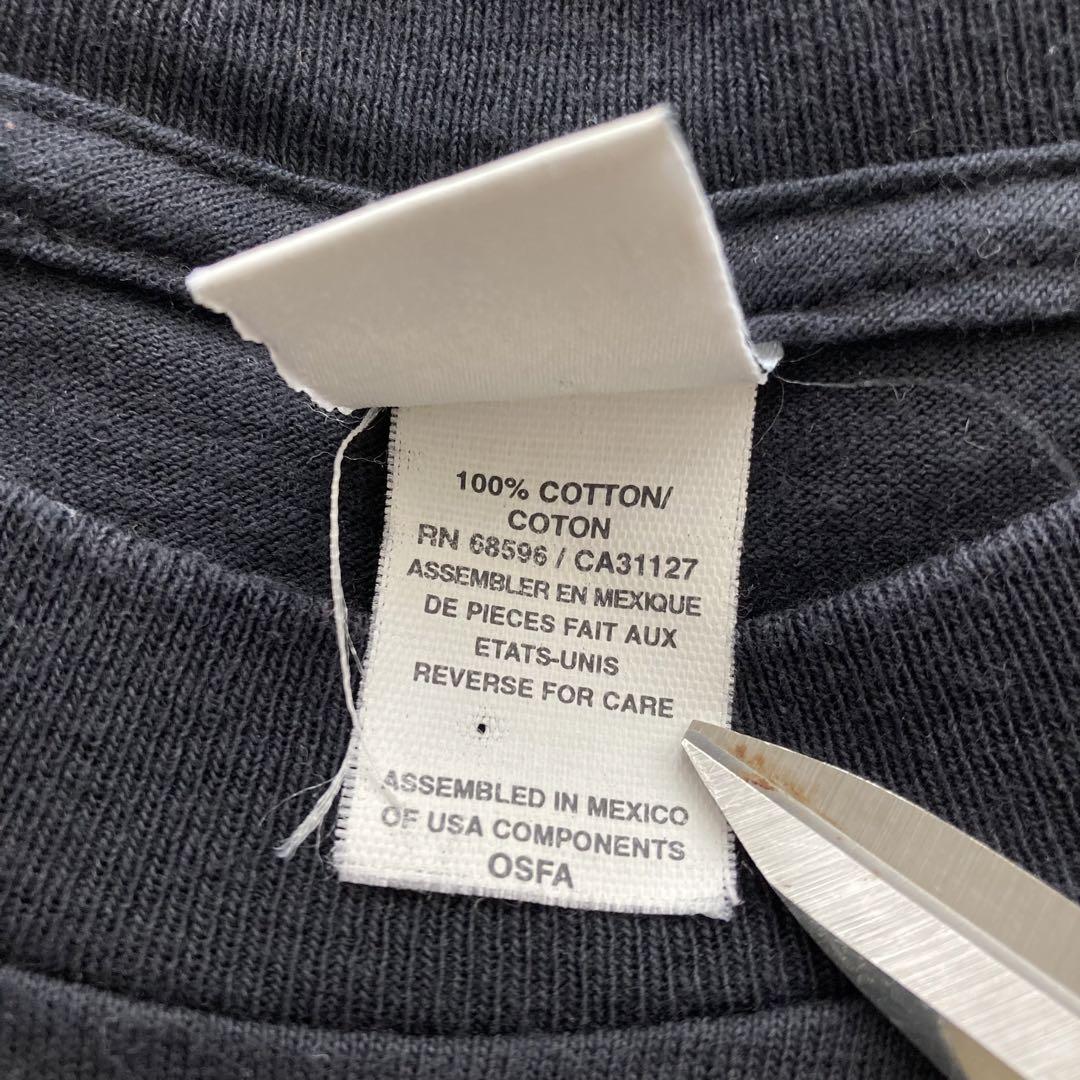 100% COTTON/
COTON
RN 68596 / CA31127
ASSEMBLER EN MEXIQUE
DE PIECES FAIT AUX
ETATS-UNIS
REVERSE FOR CARE
ASSEMBLED IN MEXICO
OF USA COMPONENTS
OSFA